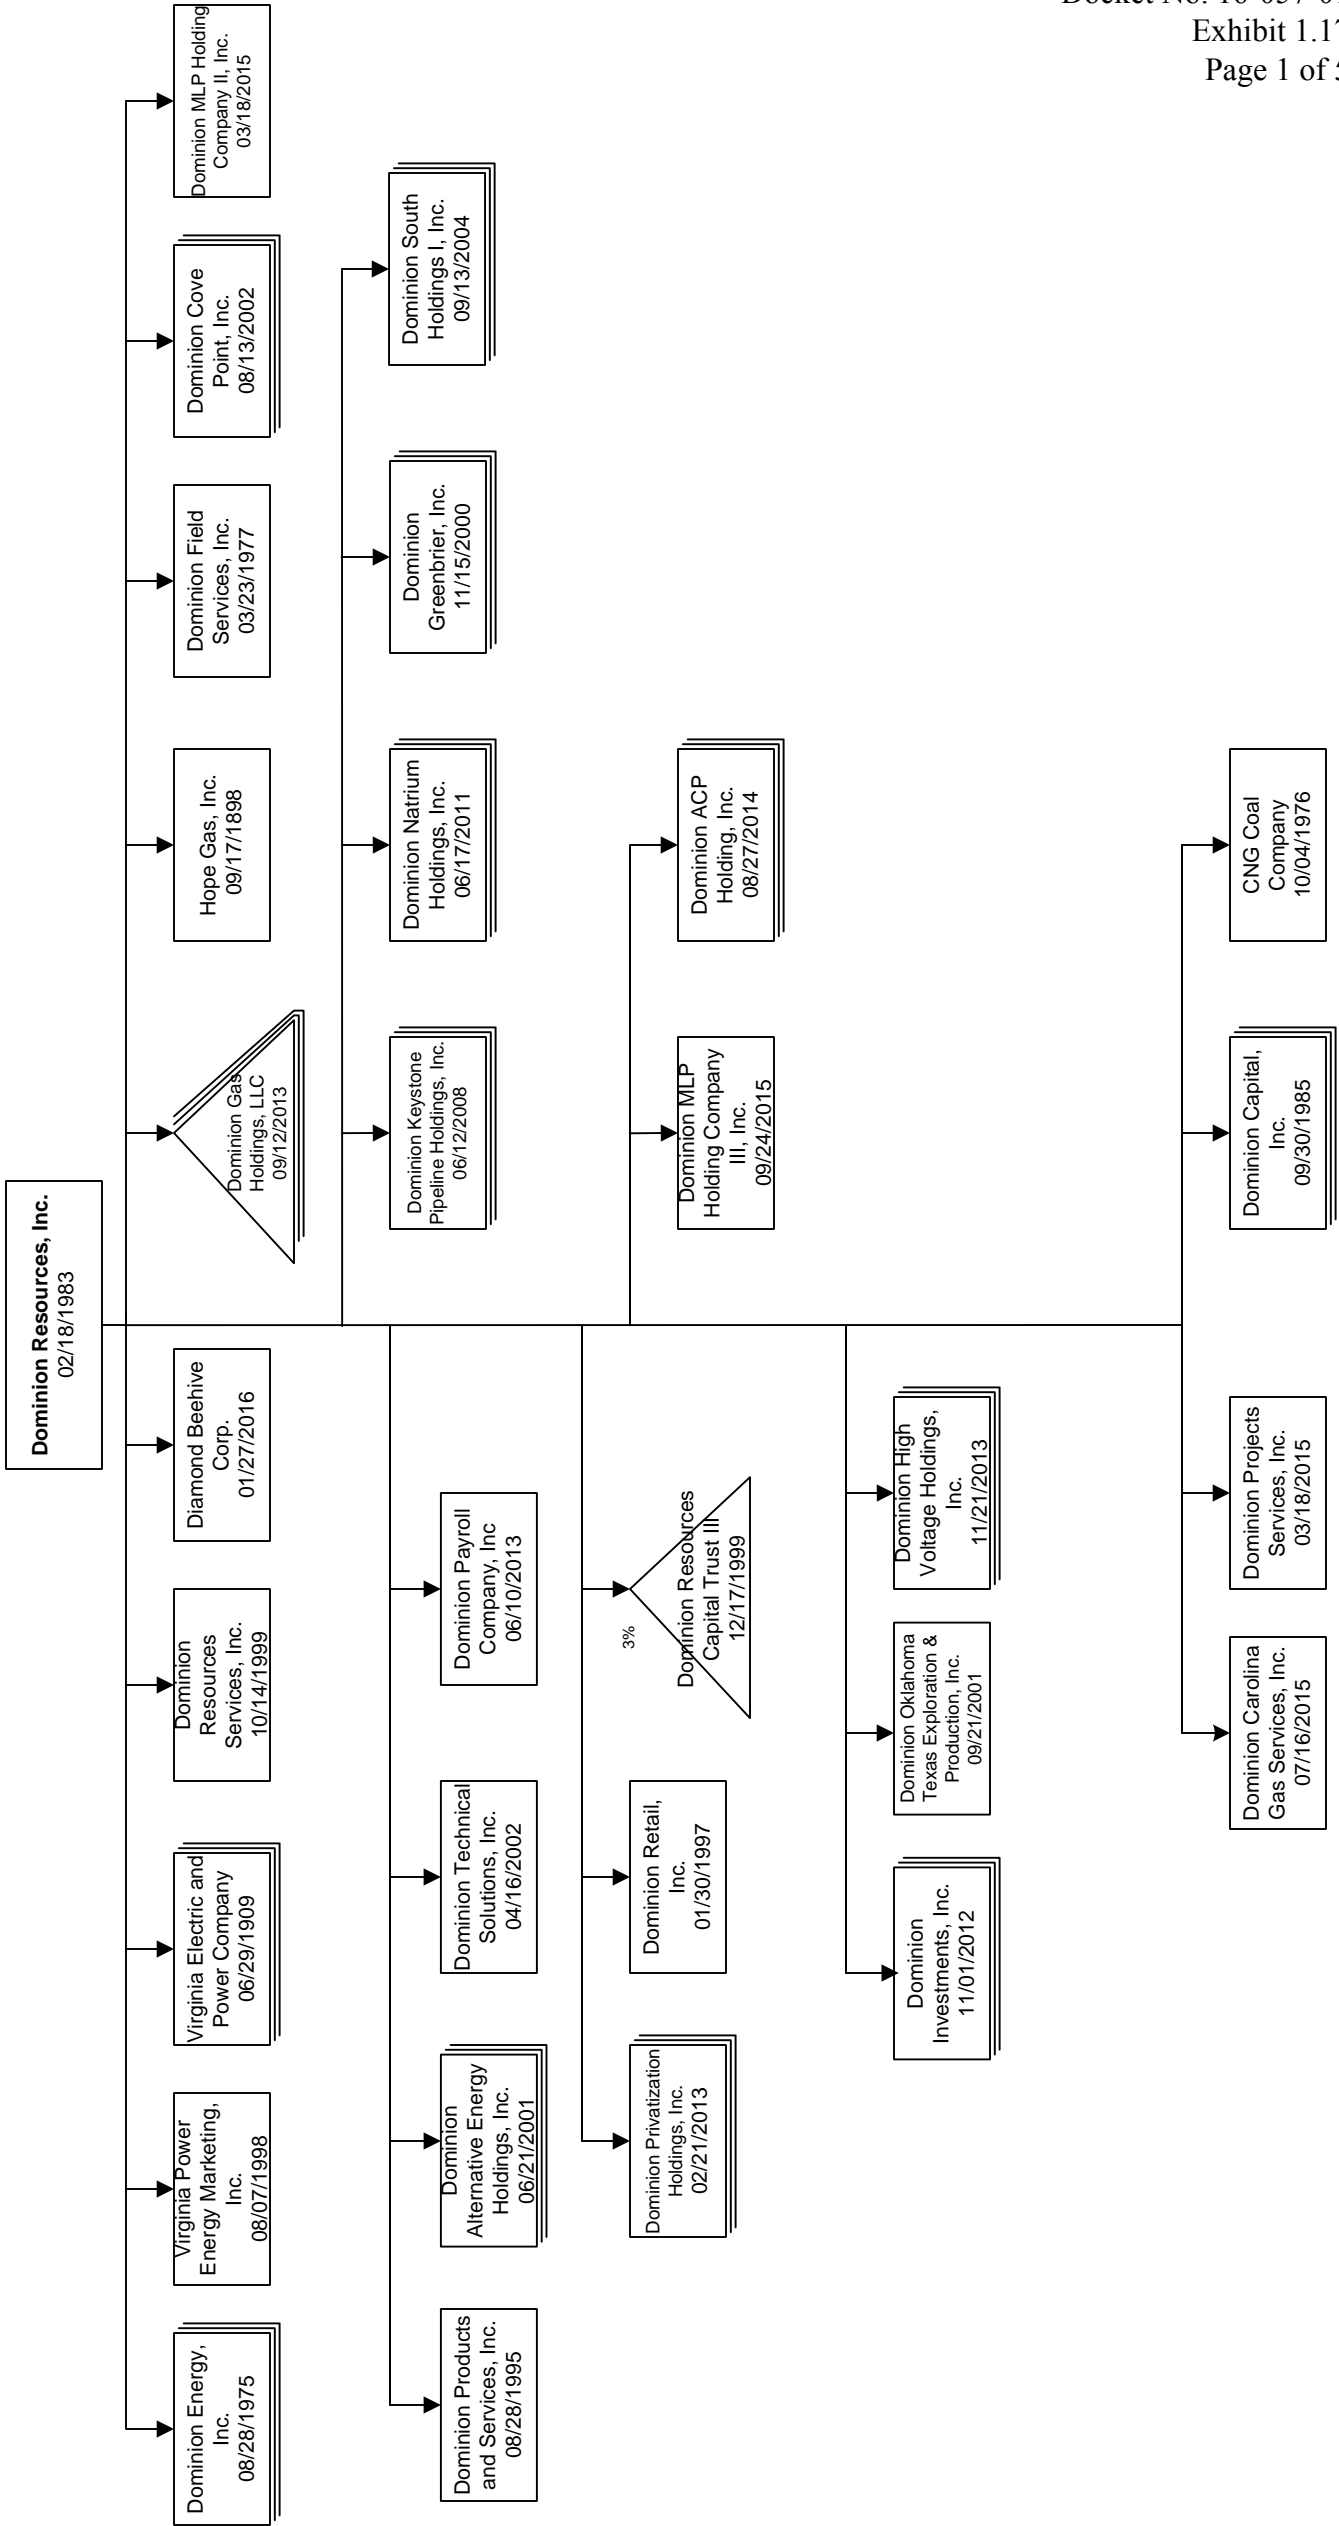 Docket No. 16-057-01
Exhibit 1.17
Page 1 of 5
Dominion Resources, Inc.
02/18/1983
Dominion Energy,
Inc.
08/28/1975
Virginia Power
Energy Marketing,
Inc.
08/07/1998
Virginia Electric and
Power Company
06/29/1909
Dominion
Resources
Services, Inc.
10/14/1999
Diamond Beehive
Corp.
01/27/2016
Dominion Gas
Holdings, LLC
09/12/2013
Hope Gas, Inc.
09/17/1898
Dominion Field
Services, Inc.
03/23/1977
Dominion Cove
Point, Inc.
08/13/2002
Dominion MLP Holding
Company II, Inc.
03/18/2015
Dominion Keystone
Pipeline Holdings, Inc.
06/12/2008
Dominion Natrium
Holdings, Inc.
06/17/2011
Dominion
Greenbrier, Inc.
11/15/2000
Dominion South
Holdings I, Inc.
09/13/2004
Dominion Products
and Services, Inc.
08/28/1995
Dominion
Alternative Energy
Holdings, Inc.
06/21/2001
Dominion Technical
Solutions, Inc.
04/16/2002
Dominion Payroll
Company, Inc
06/10/2013
Dominion Privatization
Holdings, Inc.
02/21/2013
Dominion Retail,
Inc.
01/30/1997
3%
Dominion Resources
Capital Trust III
12/17/1999
Dominion MLP
Holding Company
III, Inc.
09/24/2015
Dominion ACP
Holding, Inc.
08/27/2014
Dominion
Investments, Inc.
11/01/2012
Dominion Oklahoma
Texas Exploration &
Production, Inc.
09/21/2001
Dominion High
Voltage Holdings,
Inc.
11/21/2013
Dominion Carolina
Gas Services, Inc.
07/16/2015
Dominion Projects
Services, Inc.
03/18/2015
Dominion Capital,
Inc.
09/30/1985
CNG Coal
Company
10/04/1976